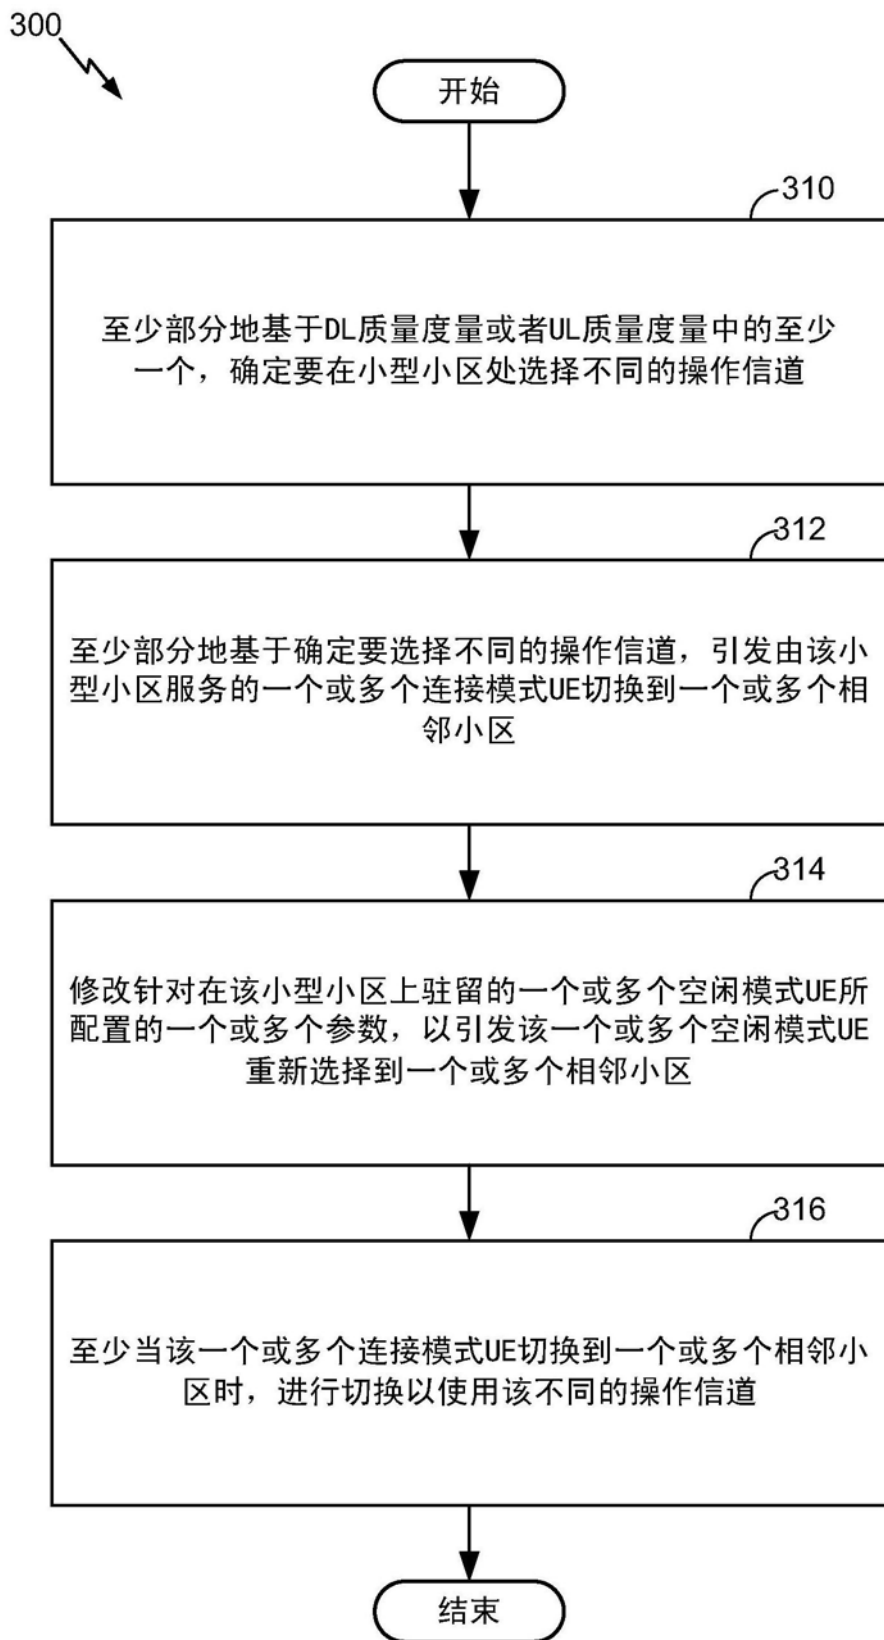 300
开始
310
至少部分地基于DL质量度量或者UL质量度量中的至少
一个，确定要在小型小区处选择不同的操作信道
312
至少部分地基于确定要选择不同的操作信道，引发由该小
型小区服务的一个或多个连接模式UE切换到一个或多个相
邻小区
314
修改针对在该小型小区上驻留的一个或多个空闲模式UE所
配置的一个或多个参数，以引发该一个或多个空闲模式UE
重新选择到一个或多个相邻小区
316
至少当该一个或多个连接模式UE切换到一个或多个相邻小
区时，进行切换以使用该不同的操作信道
结束